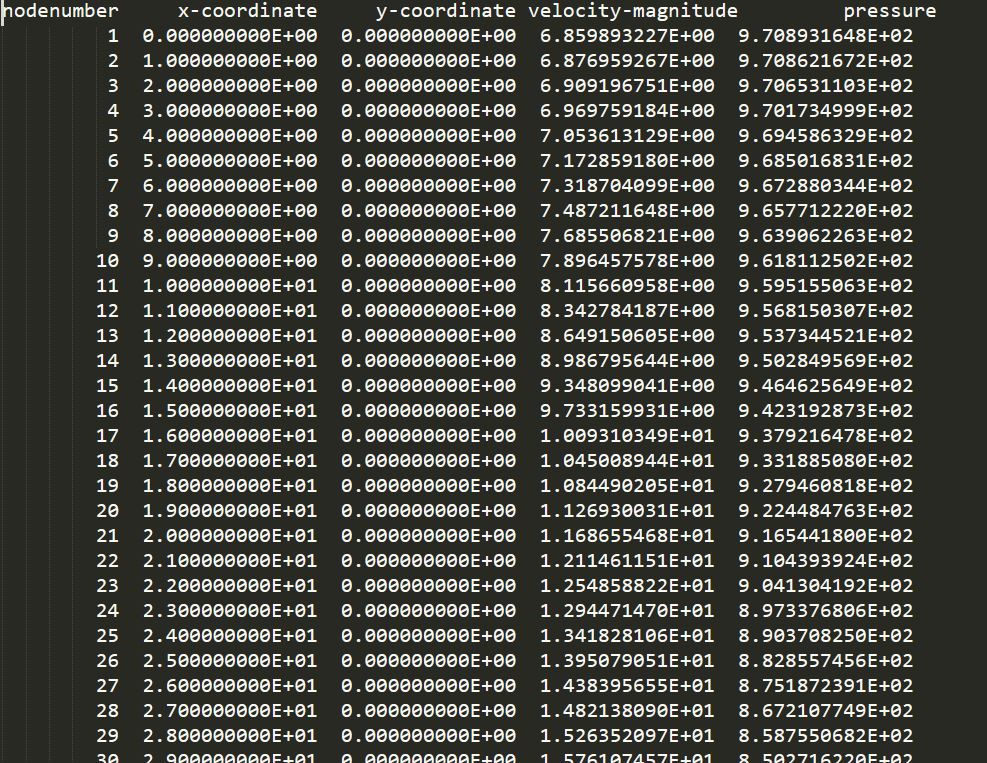 nodenumber x-coordinate y-coordinate velocity-magnitude pressure
1 0.000000000E+00 0.000000000E+00 6.859893227E+00 9.708931648E+02
2 1.000000000E+00 0.000000000E+00 6.876959267E+00 9.708621672E+02
3 2.000000000E+00 0.000000000E+00 6.909196751E+00 9.706531103E+02
4 3.000000000E+00 0.000000000E+00 6.969759184E+00 9.701734999E+02
5 4.000000000E+00 0.000000000E+00 7.053613129E+00 9.694586329E+02
6 5.000000000E+00 0.000000000E+00 7.172859180E+00 9.685016831E+02
7 6.000000000E+00 0.000000000E+00 7.318704099E+00 9.672880344E+02
8 7.000000000E+00 0.000000000E+00 7.487211648E+00 9.657712220E+02
9 8.000000000E+00 0.000000000E+00 7.685506821E+00 9.639062263E+02
10 9.000000000E+00 0.000000000E+00 7.896457578E+00 9.618112502E+02
11 1.000000000E+01 0.000000000E+00 8.115660958E+00 9.595155063E+02
12 1.100000000E+01 0.000000000E+00 8.342784187E+00 9.568150307E+02
13 1.200000000E+01 0.000000000E+00 8.649150605E+00 9.537344521E+02
14 1.300000000E+01 0.000000000E+00 8.986795644E+00 9.502849569E+02
15 1.400000000E+01 0.000000000E+00 9.348099041E+00 9.464625649E+02
16 1.500000000E+01 0.000000000E+00 9.733159931E+00 9.423192873E+02
17 1.600000000E+01 0.000000000E+00 1.009310349E+01 9.379216478E+02
18 1.700000000E+01 0.000000000E+00 1.045008944E+01 9.331885080E+02
19 1.800000000E+01 0.000000000E+00 1.084490205E+01 9.279460818E+02
20 1.900000000E+01 0.000000000E+00 1.126930031E+01 9.224484763E+02
21 2.000000000E+01 0.000000000E+00 1.168655468E+01 9.165441800E+02
22 2.100000000E+01 0.000000000E+00 1.211461151E+01 9.104393924E+02
23 2.200000000E+01 0.000000000E+00 1.254858822E+01 9.041304192E+02
24 2.300000000E+01 0.000000000E+00 1.294471470E+01 8.973376806E+02
25 2.400000000E+01 0.000000000E+00 1.341828106E+01 8.903708250E+02
26 2.500000000E+01 0.000000000E+00 1.395079051E+01 8.828557456E+02
27 2.600000000E+01 0.000000000E+00 1.438395655E+01 8.751872391E+02
28 2.700000000E+01 0.000000000E+00 1.482138090E+01 8.672107749E+02
29 2.800000000E+01 0.000000000E+00 1.526352097E+01 8.587550682E+02
30 2.900000000E+01 0.000000000E+00 1.576107457E+01 8.502716220E+02